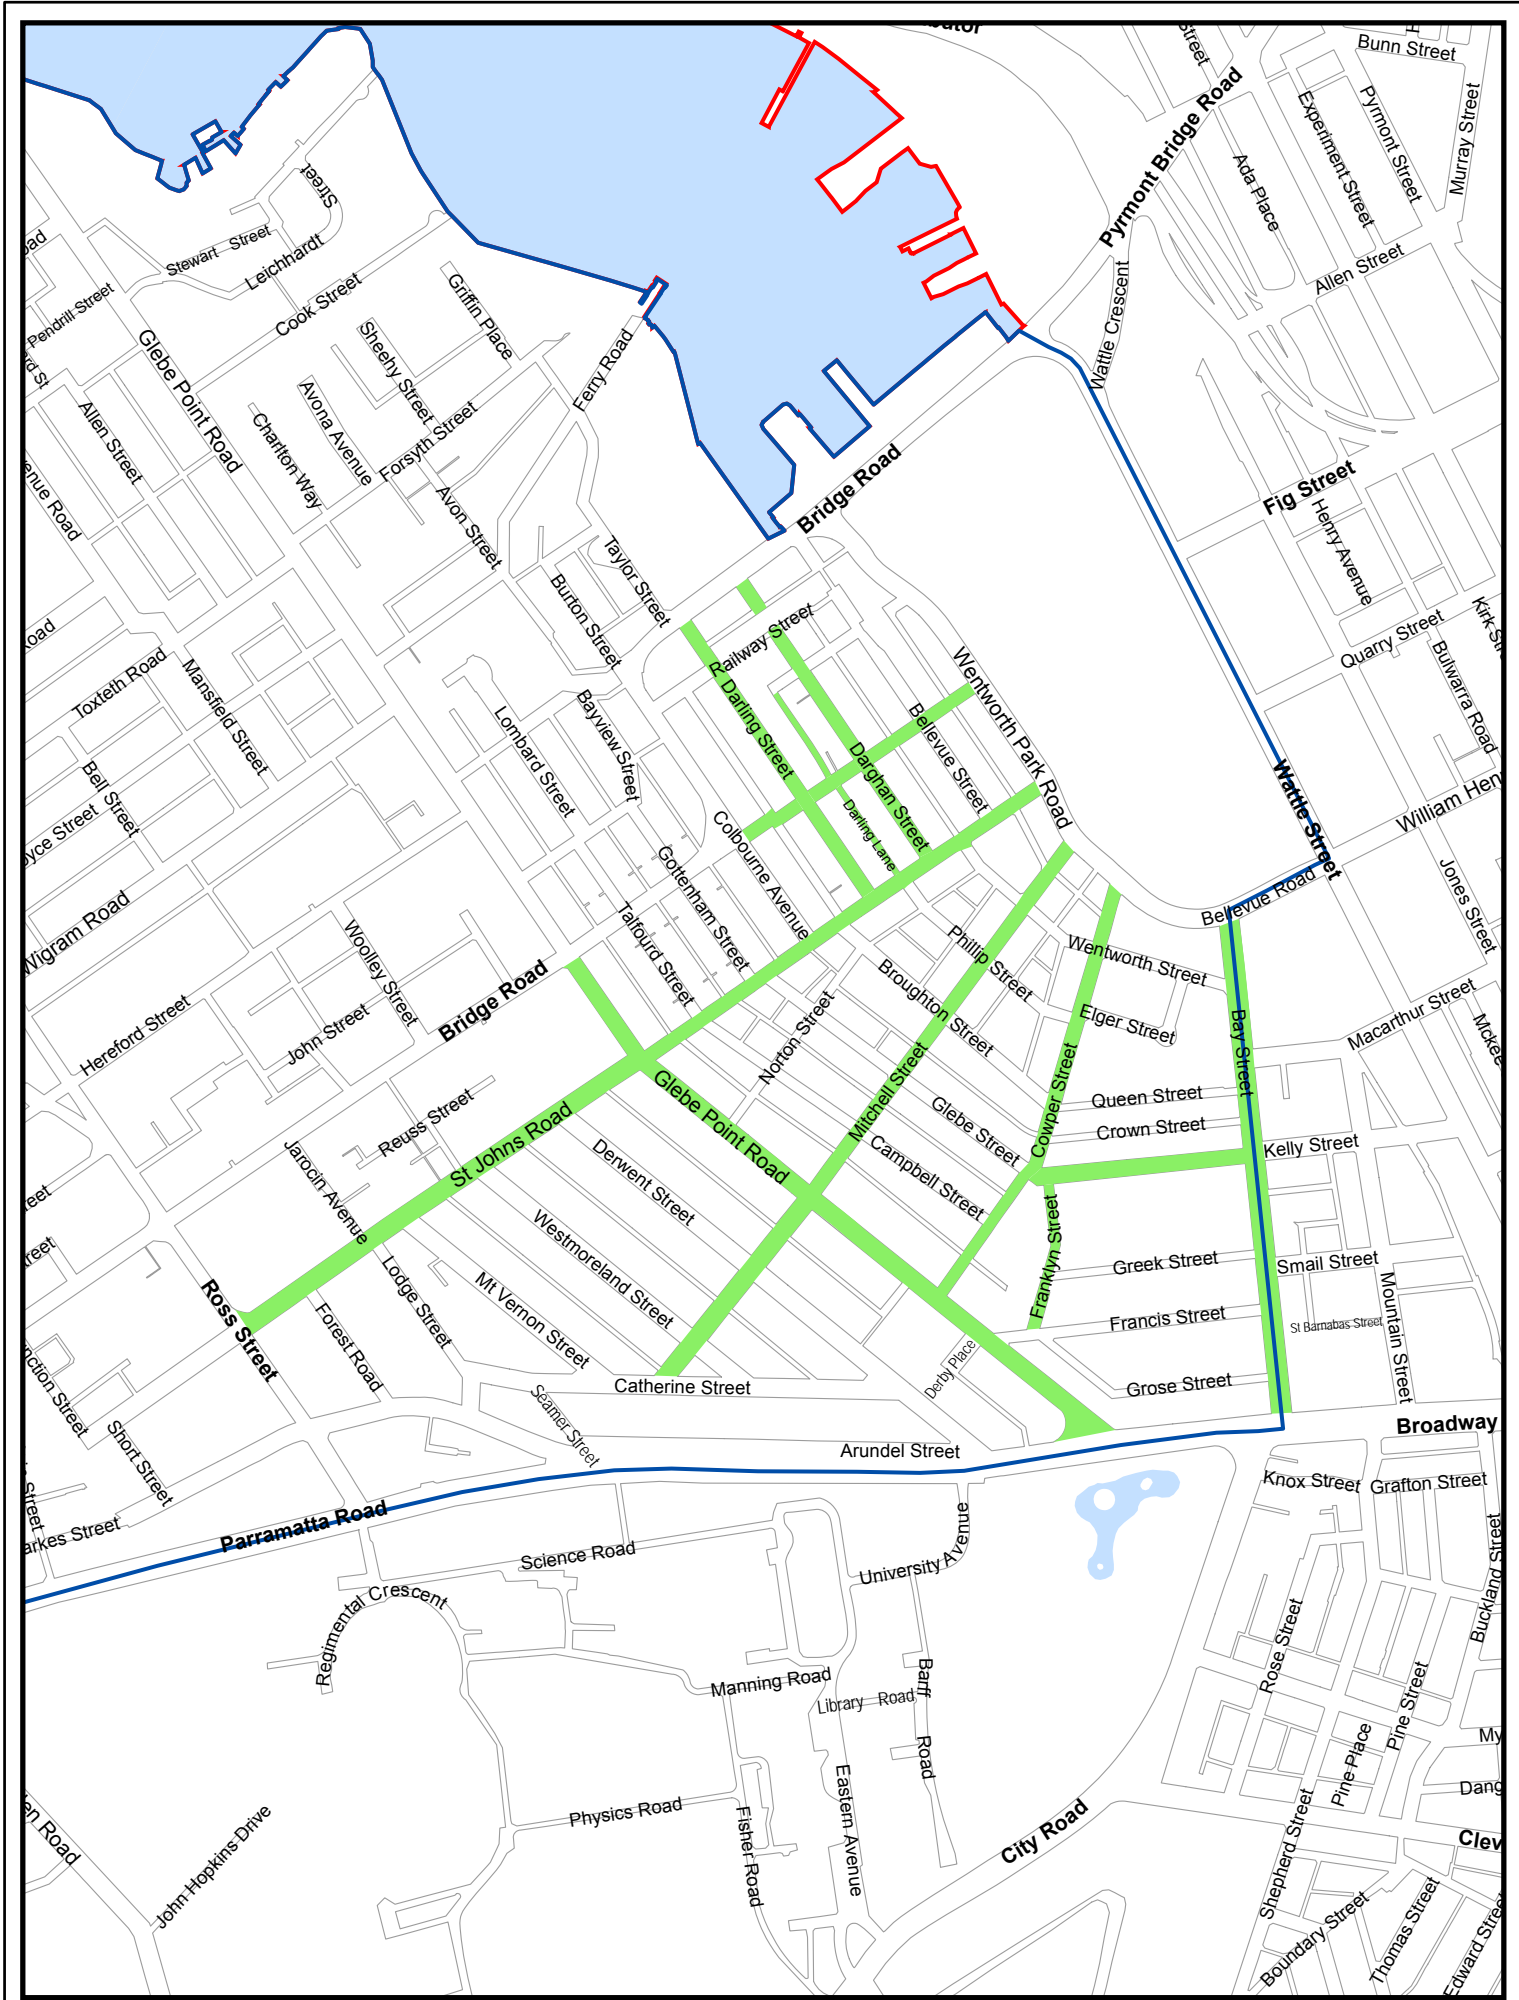 Bunn Street
Street
Pyrmont Bridge Road
Experiment Street
Pyrmont Street
Murray Street
Ada Place
Street
Stewart Street
Leichhardt
Pendrill Street
Cook Street
Griffin Place
Allen Street
Wattle Crescent
Glebe Point Road
Sheehy Street
Ferry Road
Allen Street
Avona Avenue
Charlton Way
Forsyth Street
Avon Street
Bridge Road
Fig Street
Henry Avenue
Taylor Street
Burton Street
Railway Street
Quarry Street
Bulwarra Road
Toxteth Road
Mansfield Street
Wentworth Park Road
Darling Street
Bayview Street
Lombard Street
Bellevue Street
Darghan Street
Bell Street
Darling Lane
Colbourne Avenue
Wattle Street
Gottenham Street
Jones Street
Wigram Road
Bellevue Road
Talfourd Street
Woolley Street
Phillip Street
Wentworth Street
Broughton Street
Bridge Road
Hereford Street
John Street
Norton Street
Elger Street
Bay Street
Macarthur Street
Mitchell Street
Cowper Street
Glebe Point Road
Reuss Street
St Johns Road
Glebe Street
Queen Street
Crown Street
Kelly Street
Jarocin Avenue
Derwent Street
Campbell Street
Franklyn Street
Westmoreland Street
Greek Street
Smail Street
Lodge Street
Mt Vernon Street
Ross Street
Forest Road
Francis Street
St Barnabas Street
Mountain Street
Derby Place
Catherine Street
Grose Street
Seamer Street
Short Street
Arundel Street
Broadway
Knox Street
Grafton Street
Parramatta Road
Science Road
University Avenue
Buckland Street
Regimental Crescent
Rose Street
Manning Road
Barff Road
Library Road
Pine Street
Pine Place
Physics Road
Fisher Road
Eastern Avenue
City Road
Shepherd Street
John Hopkins Drive
Boundary Street
Thomas Street